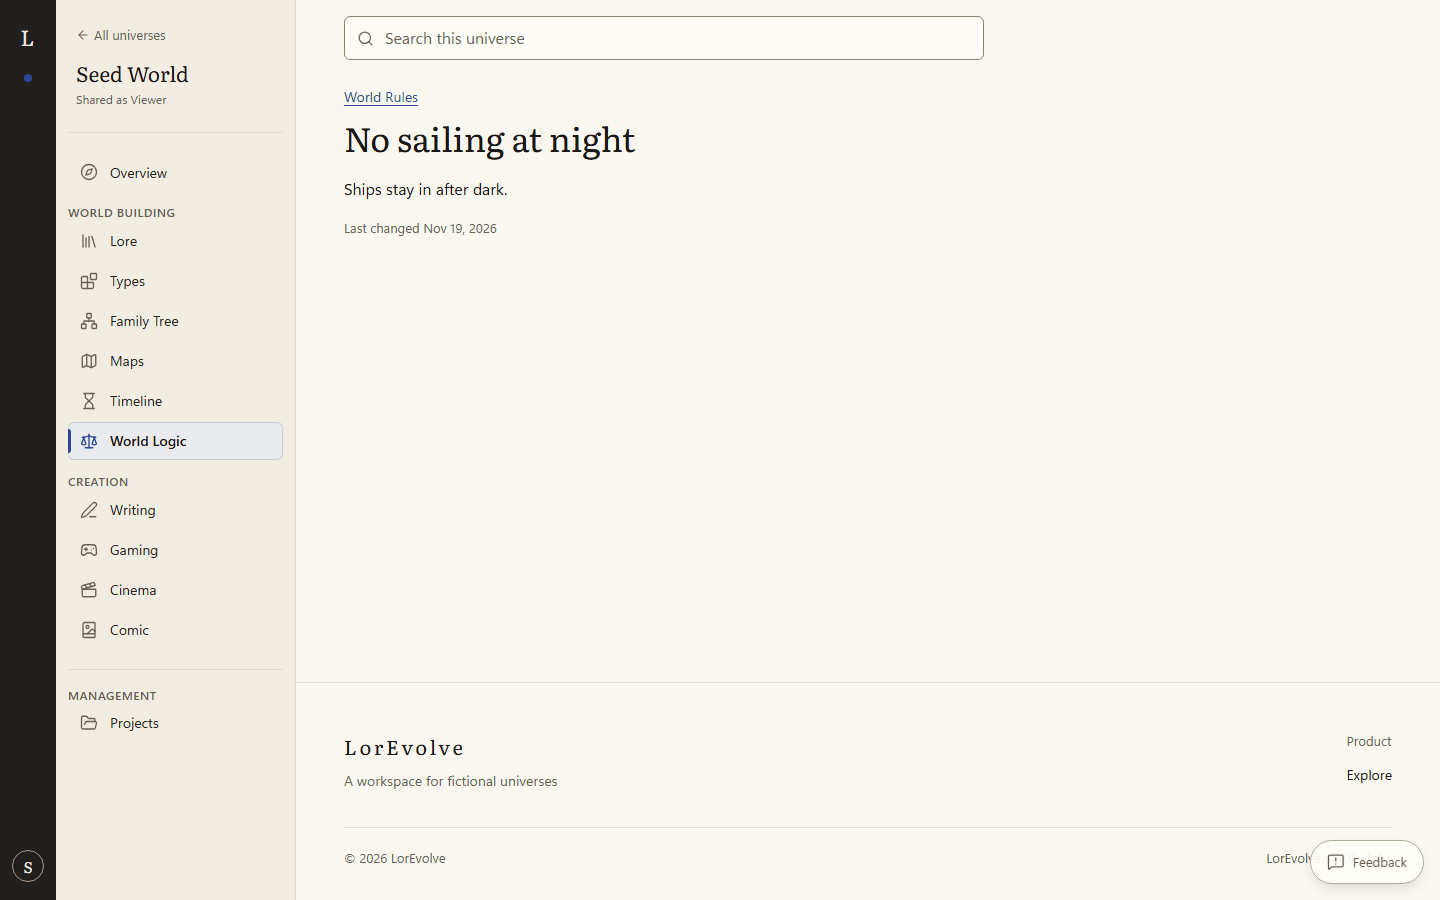 L
← All universes
Seed World
Shared as Viewer
Overview
WORLD BUILDING
Lore
Types
Family Tree
Maps
Timeline
World Logic
CREATION
Writing
Gaming
Cinema
Comic
MANAGEMENT
Projects
S
Search this universe
World Rules
No sailing at night
Ships stay in after dark.
Last changed Nov 19, 2026
LorEvolve
A workspace for fictional universes
Product
Explore
© 2026 LorEvolve
Feedback